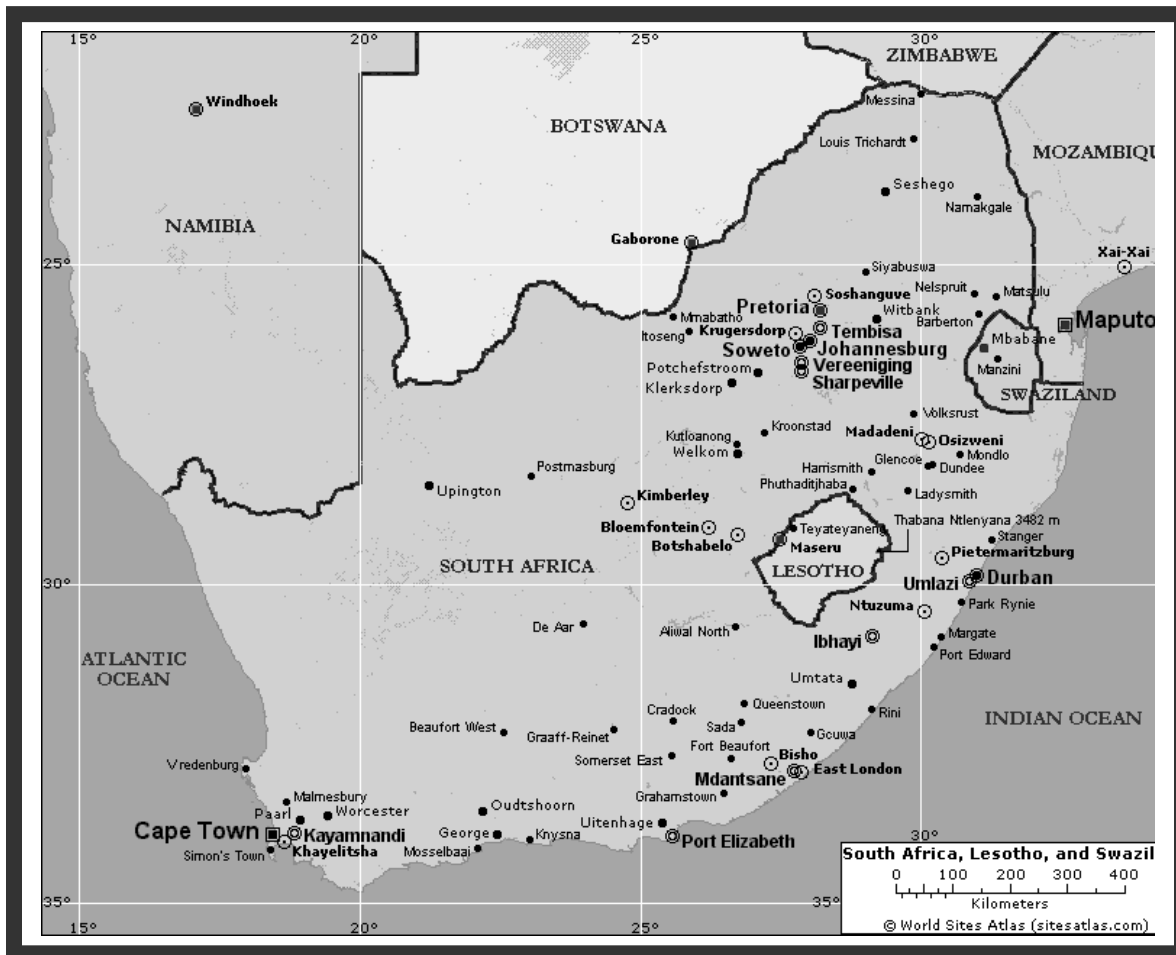 15° 20° 25° 30°
ZIMBABWE
Windhoek
Messina
BOTSWANA
Louis Trichardt
MOZAMBIQU
Seshego
Namakgale
NAMIBIA
Gaborone
Xai-Xai
25°
25°
Siyabuswa
Nelspruit
Matsulu
Soshanguve
Pretoria
Witbank
Mmabatho
Barberton
Maputo
Itoseng
Krugersdorp
Tembisa
Mbabane
Soweto
Johannesburg
Potchefstroom
Vereeniging
Manzini
Klerksdorp
Sharpeville
SWAZILAND
Volksrust
Kroonstad
Madadeni
Osizweni
Kutloanong
Welkom
Glencoe
Mondlo
Postmasburg
Harrismith
Dundee
Upington
Phuthaditjhaba
Ladysmith
Kimberley
Bloemfontein
Teyateyaneng
Thabana Ntlenyana 3482 m
Botshabelo
Maseru
Stanger
Pietermaritzburg
SOUTH AFRICA
LESOTHO
Umlazi
Durban
30°
30°
Ntuzuma
Park Rynie
De Aar
Aliwal North
Ibhayi
Margate
Port Edward
ATLANTIC
OCEAN
Umtata
Queenstown
Cradock
Rini
INDIAN OCEAN
Beaufort West
Graaff-Reinet
Sada
Gcuwa
Fort Beaufort
Somerset East
Bisho
Vredenburg
Mdantsane
East London
Malmesbury
Grahamstown
Paarl
Worcester
Oudtshoorn
Uitenhage
Cape Town
Kayamnandi
George
Knysna
Port Elizabeth
30°
Khayelitsha
Simon's Town
Mosselbaai
South Africa, Lesotho, and Swazil
0 100 200 300 400
Kilometers
© World Sites Atlas (sitesatlas.com)
35°
35°
15° 20° 25°